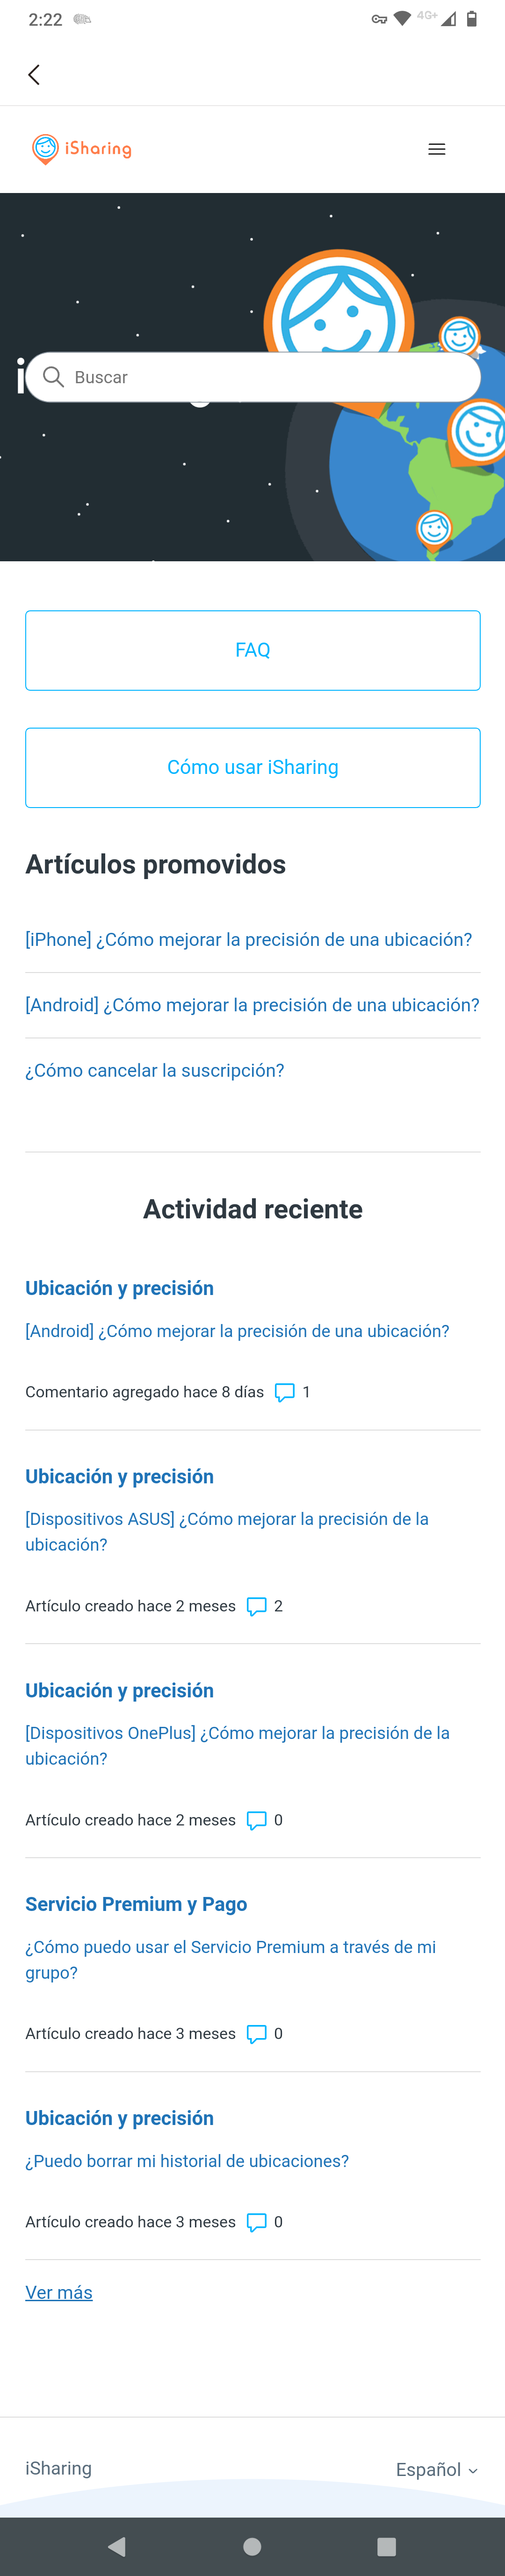 2:22
4G+
iSharing
i
Buscar
FAQ
Cómo usar iSharing
Artículos promovidos
[iPhone] ¿Cómo mejorar la precisión de una ubicación?
[Android] ¿Cómo mejorar la precisión de una ubicación?
¿Cómo cancelar la suscripción?
Actividad reciente
Ubicación y precisión
[Android] ¿Cómo mejorar la precisión de una ubicación?
Comentario agregado hace 8 días 1
Ubicación y precisión
[Dispositivos ASUS] ¿Cómo mejorar la precisión de la
ubicación?
Artículo creado hace 2 meses 2
Ubicación y precisión
[Dispositivos OnePlus] ¿Cómo mejorar la precisión de la
ubicación?
Artículo creado hace 2 meses 0
Servicio Premium y Pago
¿Cómo puedo usar el Servicio Premium a través de mi
grupo?
Artículo creado hace 3 meses 0
Ubicación y precisión
¿Puedo borrar mi historial de ubicaciones?
Artículo creado hace 3 meses 0
Ver más
iSharing
Español